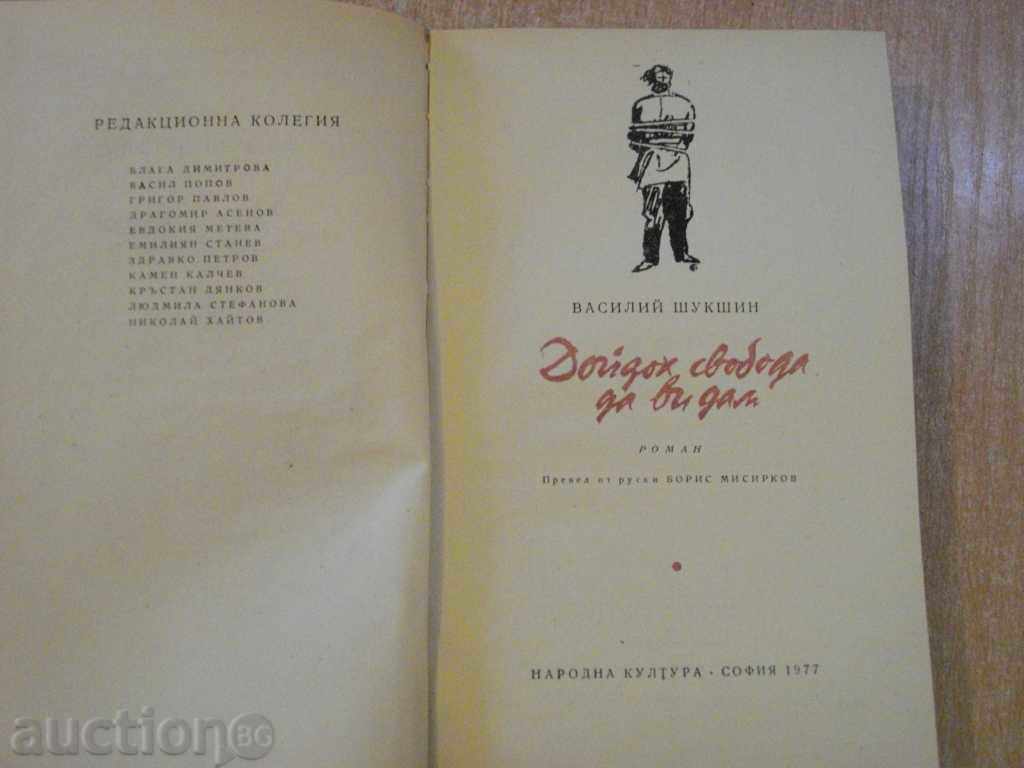 РЕДАКЦИОННА КОЛЕГИЯ
БЛАГА ДИМИТРОВА
ВАСИЛ ПОПОВ
ГРИГОР ПАВЛОВ
ДРАГОМИР АСЕНОВ
ЕВДОКИЯ МЕТЕВА
ЕМИЛИЯН СТАНЕВ
ЗДРАВКО ПЕТРОВ
КАМЕН КАЛЧЕВ
КРЪСТАН ДЯНКОВ
ЛЮДМИЛА СТЕФАНОВА
НИКОЛАЙ ХАЙТОВ
ВАСИЛИЙ ШУКШИН
Дойдох свобода
да ви дам
РОМАН
Превел от руски БОРИС МИСИРКОВ
НАРОДНА КУЛТУРА • СОФИЯ 1977
auctionBG